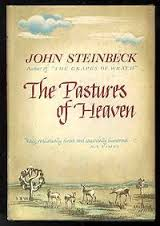 JOHN STEINBECK
Author of "THE GRAPES OF WRATH"
The Pastures
of Heaven